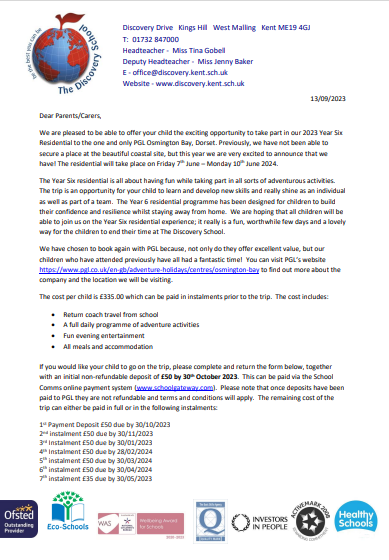 be the best you can be
The Discovery School
Discovery Drive Kings Hill West Malling Kent ME19 4GJ
T: 01732 847000
Headteacher - Miss Tina Gobell
Deputy Headteacher - Miss Jenny Baker
E - office@discovery.kent.sch.uk
Website - www.discovery.kent.sch.uk
13/09/2023
Dear Parents/Carers,
We are pleased to be able to offer your child the exciting opportunity to take part in our 2023 Year Six
Residential to the one and only PGL Osmington Bay, Dorset. Previously, we have not been able to
secure a place at the beautiful coastal site, but this year we are very excited to announce that we
have! The residential will take place on Friday 7th June – Monday 10th June 2024.
The Year Six residential is all about having fun while taking part in all sorts of adventurous activities.
The trip is an opportunity for your child to learn and develop new skills and really shine as an individual
as well as part of a team. The Year 6 residential programme has been designed for children to build
their confidence and resilience whilst staying away from home. We are hoping that all children will be
able to join us on the Year Six residential experience; it really is a fun, worthwhile few days and a lovely
way for the children to end their time at The Discovery School.
We have chosen to book again with PGL because, not only do they offer excellent value, but our
children who have attended previously have all had a fantastic time! You can visit PGL's website
https://www.pgl.co.uk/en-gb/adventure-holidays/centres/osmington-bay to find out more about the
company and the location we will be visiting.
The cost per child is £335.00 which can be paid in instalments prior to the trip. The cost includes:
• Return coach travel from school
• A full daily programme of adventure activities
• Fun evening entertainment
• All meals and accommodation
If you would like your child to go on the trip, please complete and return the form below, together
with an initial non-refundable deposit of £50 by 30th October 2023. This can be paid via the School
Comms online payment system (www.schoolgateway.com). Please note that once deposits have been
paid to PGL they are not refundable and terms and conditions will apply. The remaining cost of the
trip can either be paid in full or in the following instalments:
1st Payment Deposit £50 due by 30/10/2023
2nd instalment £50 due by 30/11/2023
3rd instalment £50 due by 30/01/2023
4th instalment £50 due by 28/02/2024
5th instalment £50 due by 30/03/2024
6th instalment £50 due by 30/04/2024
7th instalment £35 due by 30/05/2023
Ofsted
Outstanding
Provider
Eco-Schools
WAS
Wellbeing Award for
Schools
Q
INVESTORS
IN PEOPLE
ACTIVEMARK 2008
Healthy
Schools